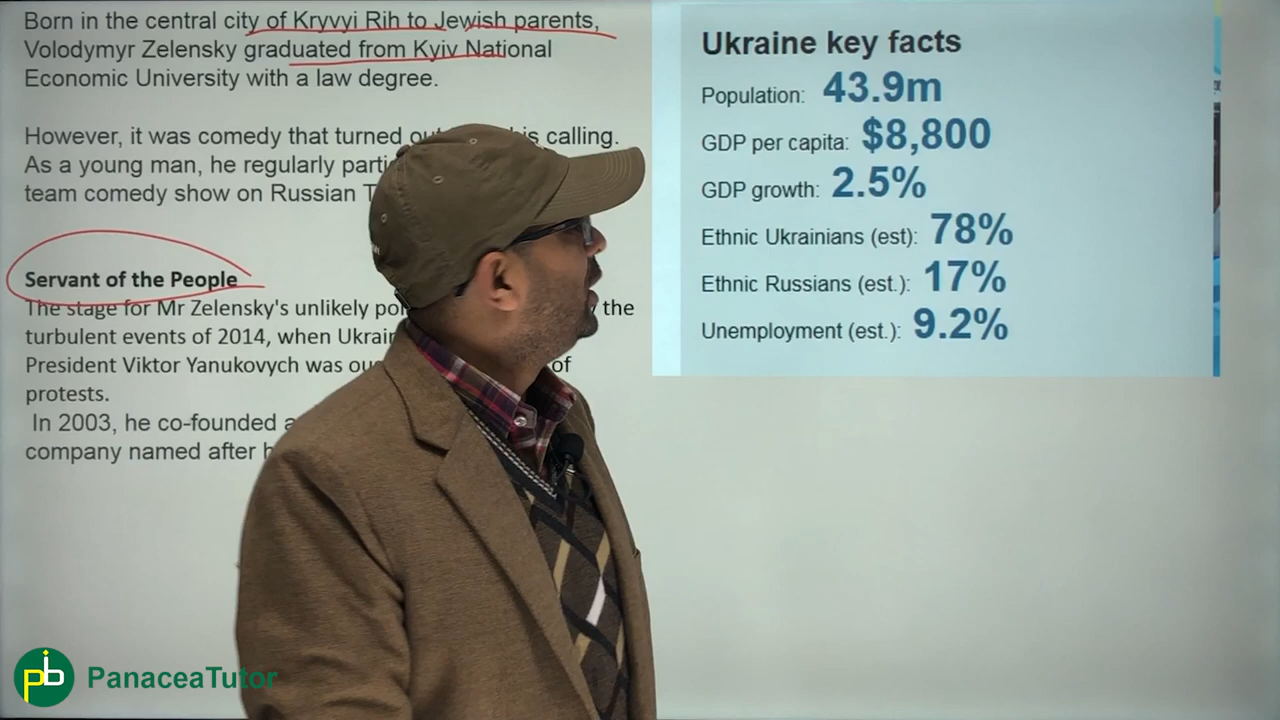 Born in the central city of Kryvyi Rih to Jewish parents,
Volodymyr Zelensky graduated from Kyiv National
Economic University with a law degree.
However, it was comedy that turned calling.
As a young man, he regularly
team comedy show on Russian
Servant of the People
The stage for Mr Zelensky's unlikely the
turbulent events of 2014, when
President Viktor Yanukovych was of
protests.
In 2003, he co-founded
company named after
Ukraine key facts
Population: 43.9m
GDP per capita: $8,800
GDP growth: 2.5%
Ethnic Ukrainians (est): 78%
Ethnic Russians (est.): 17%
Unemployment (est.): 9.2%
pb PanaceaTutor